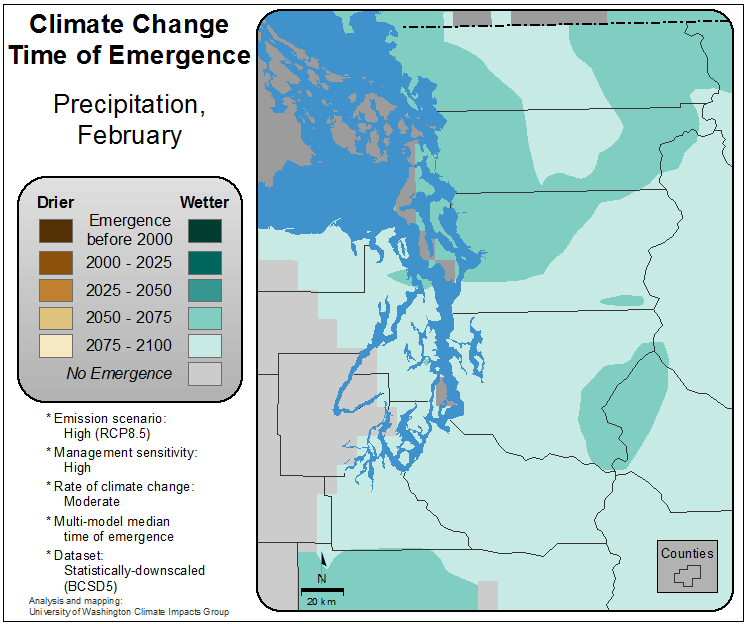 Climate Change
Time of Emergence
Precipitation,
February
Drier
Wetter
Emergence
before 2000
2000 - 2025
2025 - 2050
2050 - 2075
2075 - 2100
No Emergence
* Emission scenario:
High (RCP8.5)
* Management sensitivity:
High
* Rate of climate change:
Moderate
* Multi-model median
time of emergence
* Dataset:
Statistically-downscaled
(BCSD5)
Analysis and mapping:
University of Washington Climate Impacts Group
N
20 km
Counties